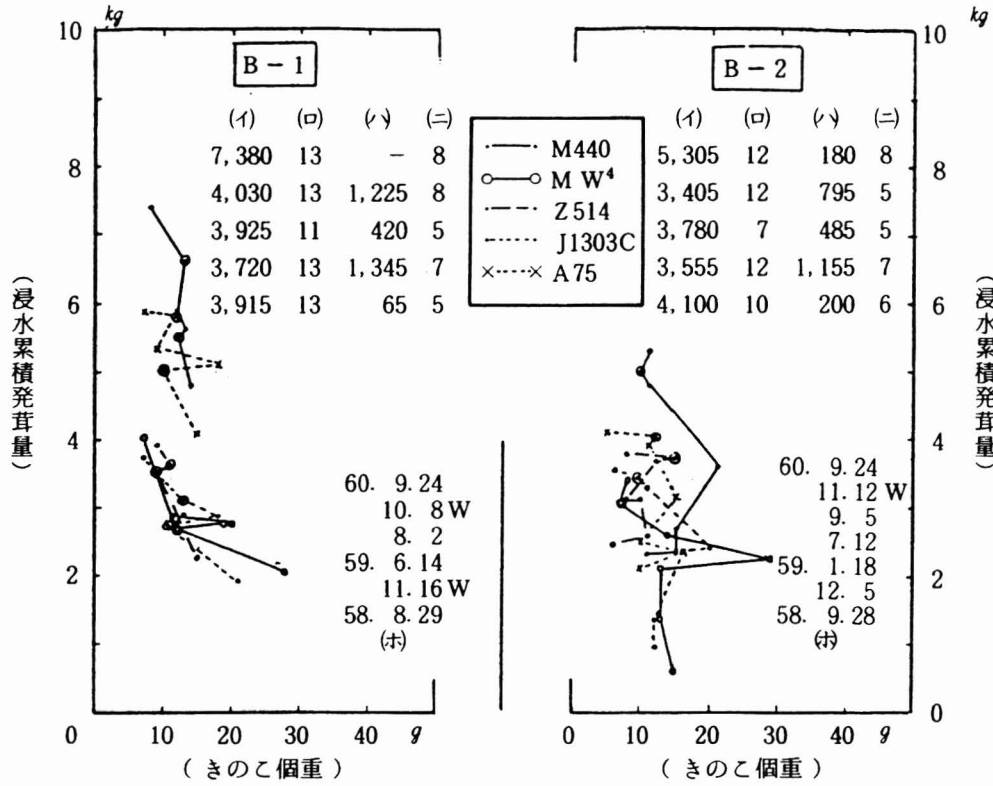 kg
10
8
6
4
2
0 10 20 30 40 g
( きのこ個重 )
(浸水累積発茸量)
B－1
(イ) (ロ) (ハ) (ニ)
7,380 13 － 8
4,030 13 1,225 8
3,925 11 420 5
3,720 13 1,345 7
3,915 13 65 5
60. 9. 24
10. 8 W
8. 2
59. 6. 14
11. 16 W
58. 8. 29
(ホ)
M440
M W⁴
Z514
J1303C
A75
B－2
(イ) (ロ) (ハ) (ニ)
5,305 12 180 8
3,405 12 795 5
3,780 7 485 5
3,555 12 1,155 7
4,100 10 200 6
60. 9. 24
11. 12 W
9. 5
7. 12
59. 1. 18
12. 5
58. 9. 28
(ホ)
0 10 20 30 40 g
( きのこ個重 )
kg
10
8
6
4
2
0
(浸水累積発茸量)